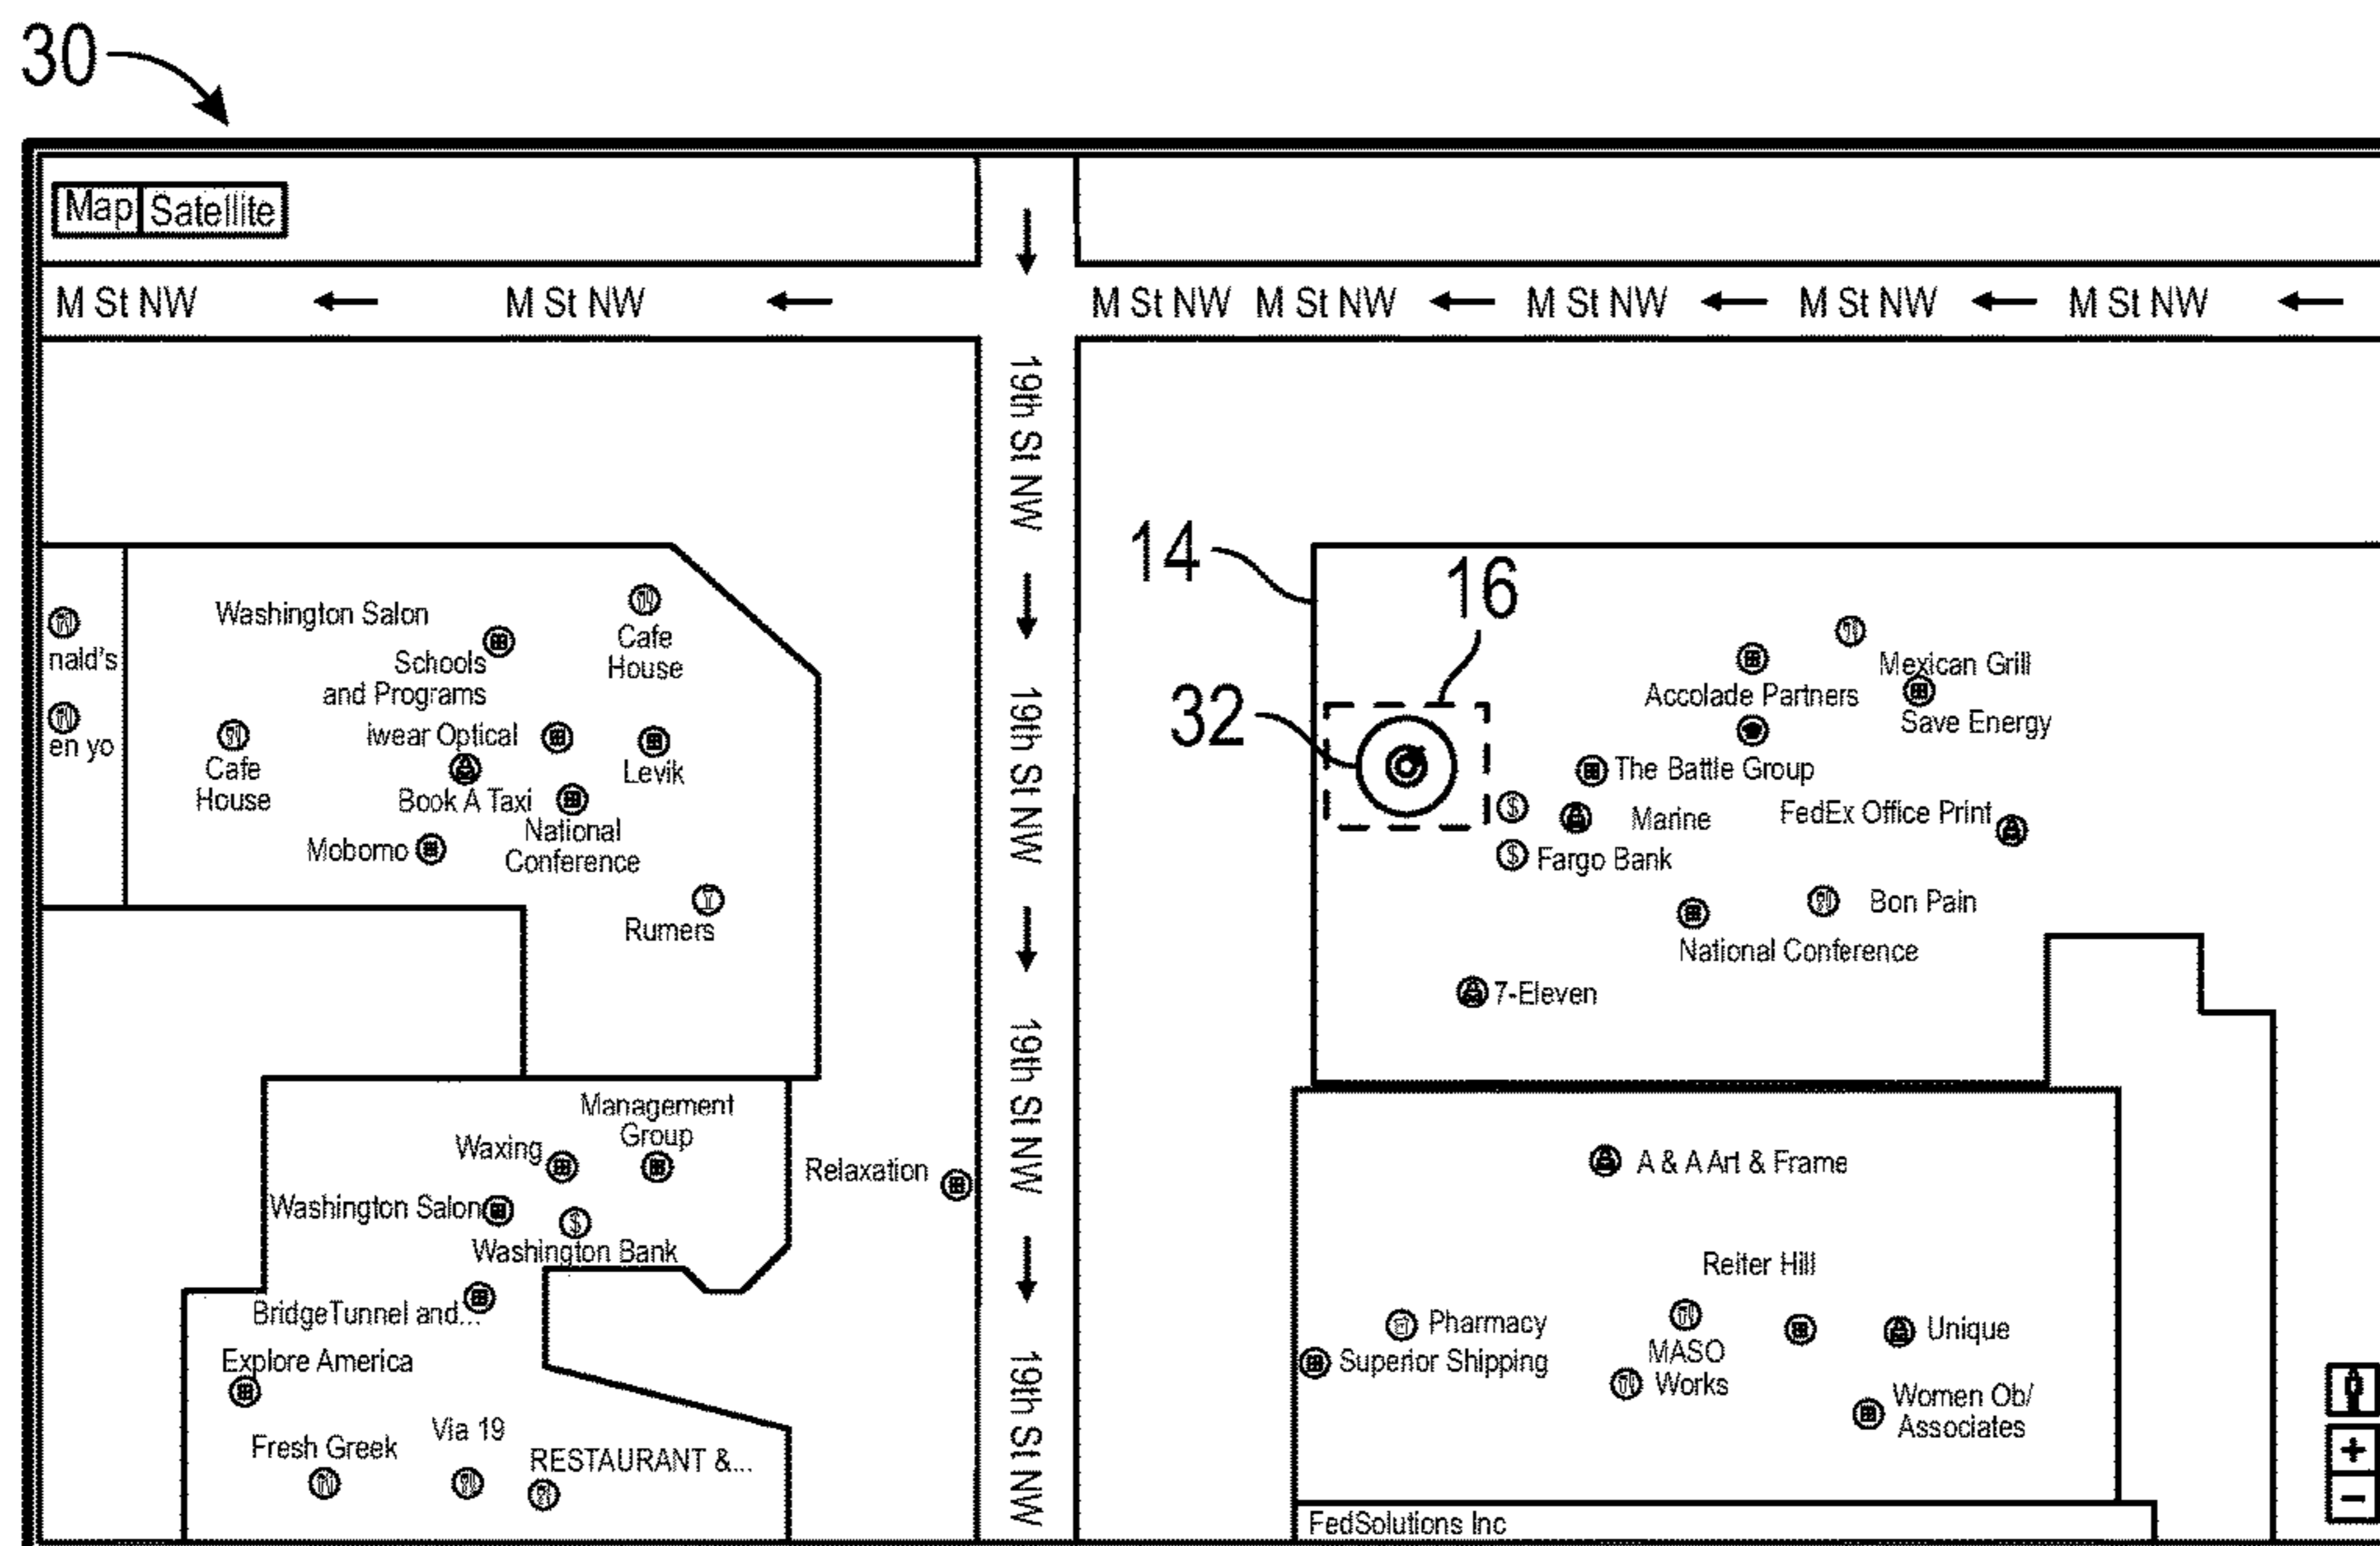 30
Map Satellite
M St NW M St NW M St NW M St NW M St NW M St NW M St NW
19th St NW
19th St NW
19th St NW
19th St NW
nald's
en yo
Washington Salon
Schools
and Programs
Cafe
House
iwear Optical
Levik
Cafe
House
Book A Taxi
National
Conference
Mobomo
Rumers
14
16
32
Mexican Grill
Accolade Partners
Save Energy
The Battle Group
$
Marine
FedEx Office Print
$ Fargo Bank
Bon Pain
National Conference
7-Eleven
Management
Group
Waxing
Relaxation
Washington Salon
$
Washington Bank
BridgeTunnel and...
Explore America
Fresh Greek
Via 19
RESTAURANT &...
A & A Art & Frame
Reiter Hill
Pharmacy
Superior Shipping
MASO
Works
Unique
Women Ob/
Associates
FedSolutions Inc
+
−